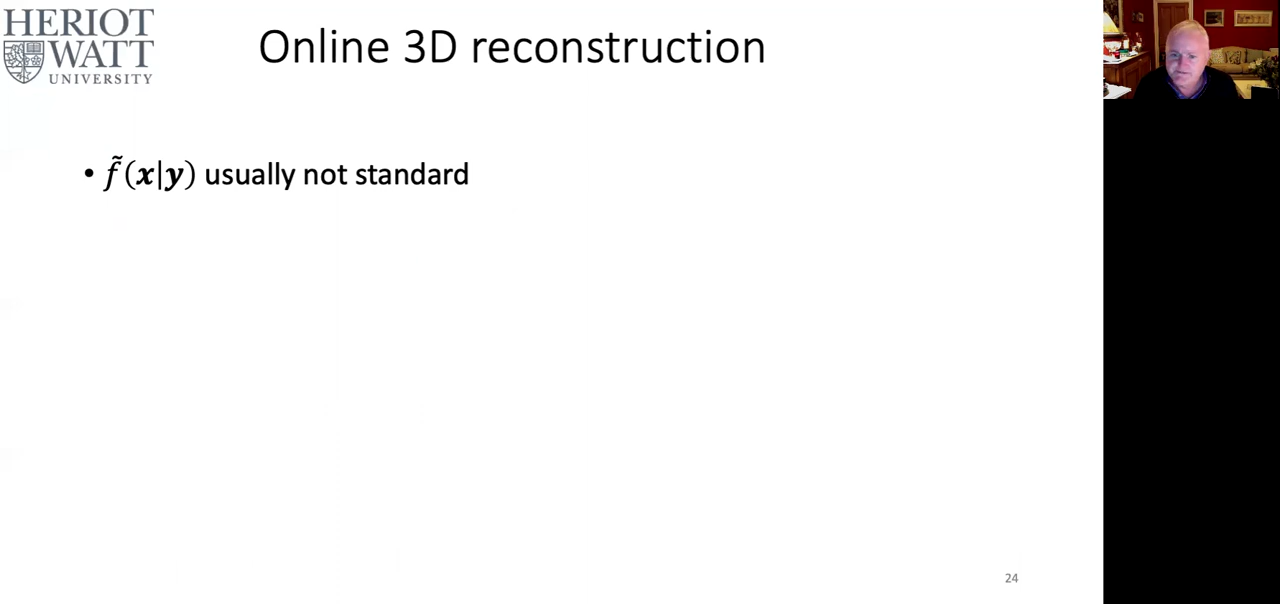 HERIOT
WATT
UNIVERSITY
Online 3D reconstruction
• f̃(x|y) usually not standard
24